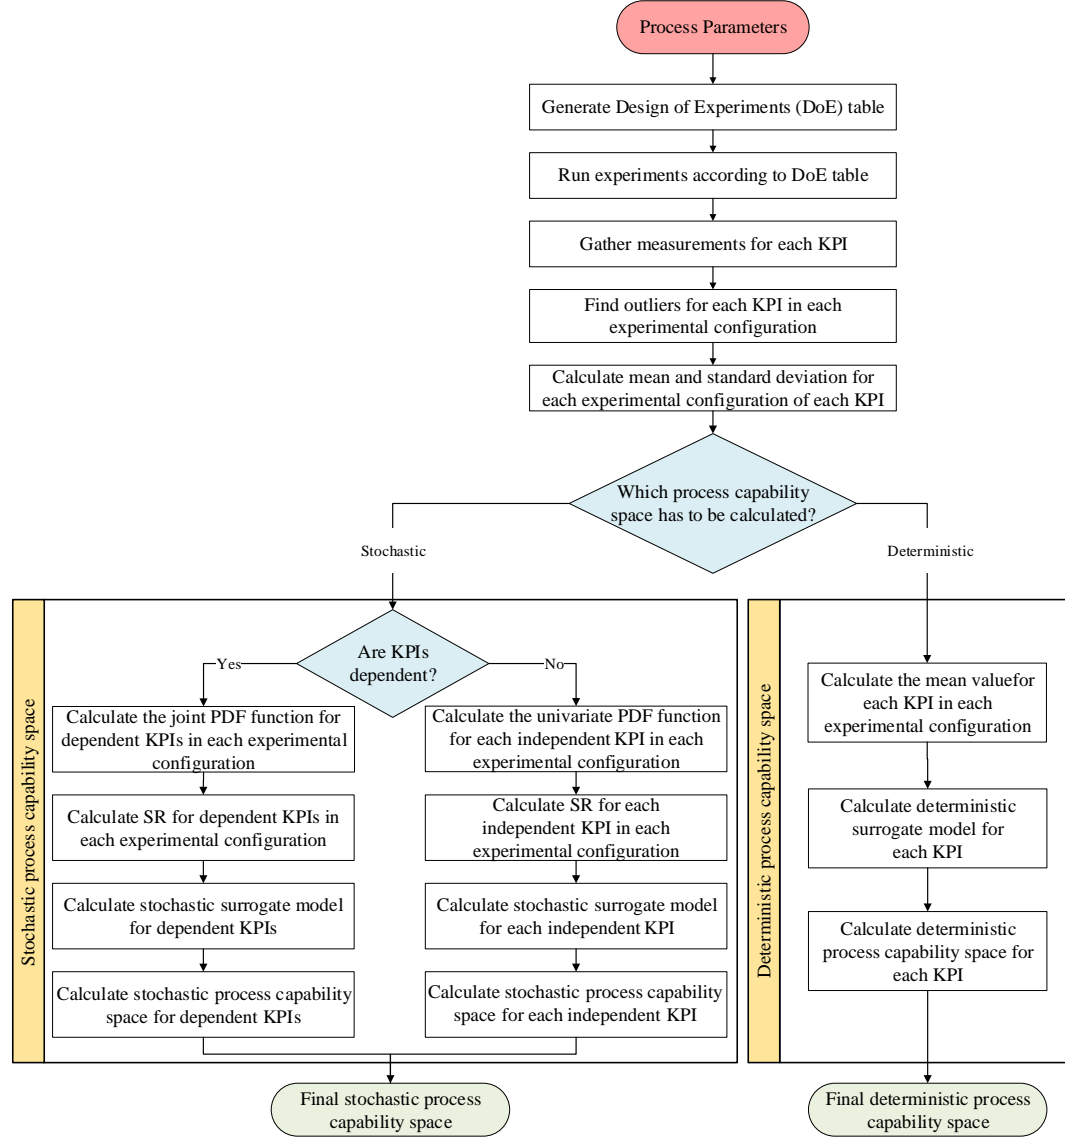 Process Parameters
Generate Design of Experiments (DoE) table
Run experiments according to DoE table
Gather measurements for each KPI
Find outliers for each KPI in each
experimental configuration
Calculate mean and standard deviation for
each experimental configuration of each KPI
Which process capability
space has to be calculated?
Stochastic
Deterministic
Stochastic process capability space
Are KPIs
dependent?
Yes
No
Calculate the joint PDF function for
dependent KPIs in each experimental
configuration
Calculate SR for dependent KPIs in
each experimental configuration
Calculate stochastic surrogate model
for dependent KPIs
Calculate stochastic process capability
space for dependent KPIs
Calculate the univariate PDF function
for each independent KPI in each
experimental configuration
Calculate SR for each
independent KPI in each
experimental configuration
Calculate stochastic surrogate model
for each independent KPI
Calculate stochastic process capability
space for each independent KPI
Final stochastic process
capability space
Deterministic process capability space
Calculate the mean valuefor
each KPI in each
experimental configuration
Calculate deterministic
surrogate model for
each KPI
Calculate deterministic
process capability space for
each KPI
Final deterministic process
capability space